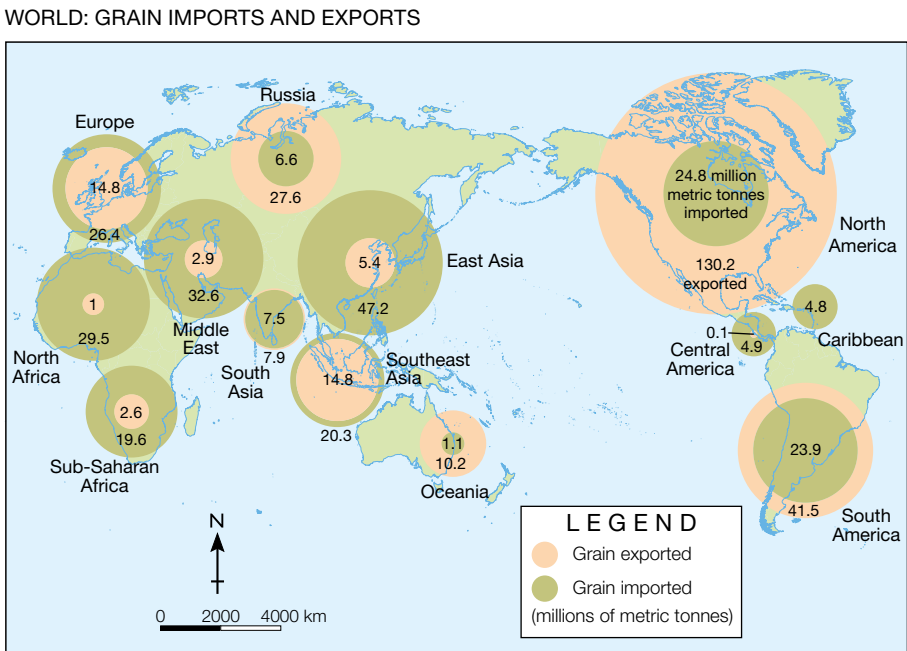 WORLD: GRAIN IMPORTS AND EXPORTS
Russia
6.6
27.6
Europe
14.8
26.4
24.8 million
metric tonnes
imported
130.2
exported
North
America
2.9
32.6
Middle
East
5.4
47.2
East Asia
1
29.5
North
Africa
7.5
7.9
South
Asia
14.8
20.3
Southeast
Asia
4.8
Caribbean
0.1
4.9
Central
America
2.6
19.6
Sub-Saharan
Africa
1.1
10.2
Oceania
23.9
41.5
South
America
N
0 2000 4000 km
LEGEND
Grain exported
Grain imported
(millions of metric tonnes)